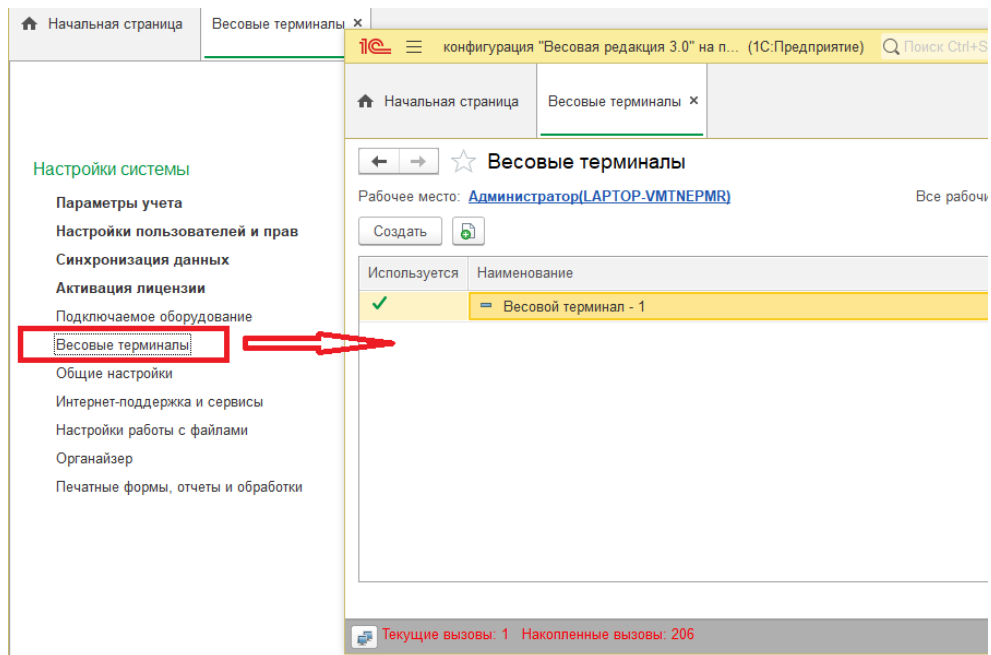 Начальная страница
Весовые терминалы ×
1С конфигурация "Весовая редакция 3.0" на п... (1С:Предприятие) Поиск Ctrl+S
Начальная страница
Весовые терминалы ×
Настройки системы
Параметры учета
Настройки пользователей и прав
Синхронизация данных
Активация лицензии
Подключаемое оборудование
Весовые терминалы
Общие настройки
Интернет-поддержка и сервисы
Настройки работы с файлами
Органайзер
Печатные формы, отчеты и обработки
Весовые терминалы
Рабочее место: Администратор(LAPTOP-VMTNEPMR) Все рабочи
Создать
Используется Наименование
Весовой терминал - 1
Текущие вызовы: 1 Накопленные вызовы: 206